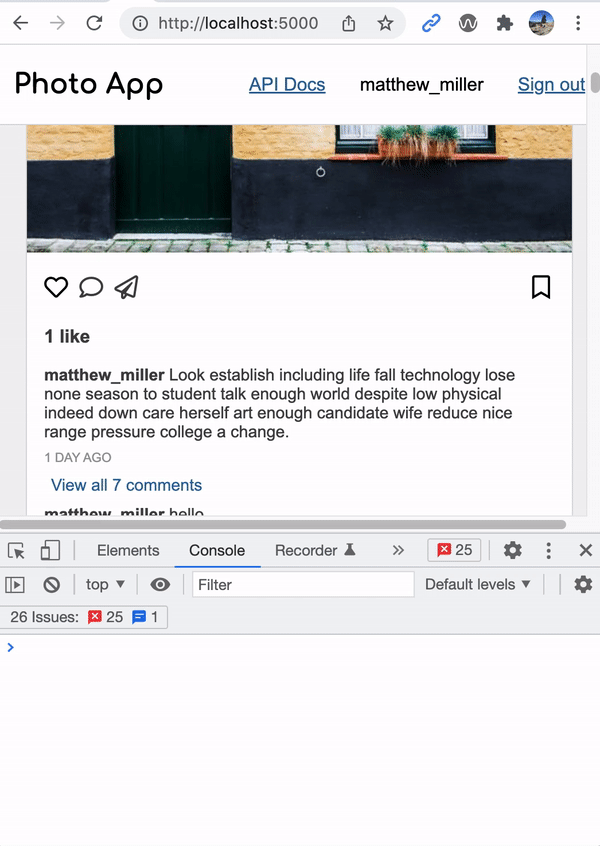 http://localhost:5000
Photo App API Docs matthew_miller Sign out
1 like
matthew_miller Look establish including life fall technology lose
none season to student talk enough world despite low physical
indeed down care herself art enough candidate wife reduce nice
range pressure college a change.
1 DAY AGO
View all 7 comments
matthew_miller hello
Elements Console Recorder 25
top Filter Default levels
26 Issues: 25 1